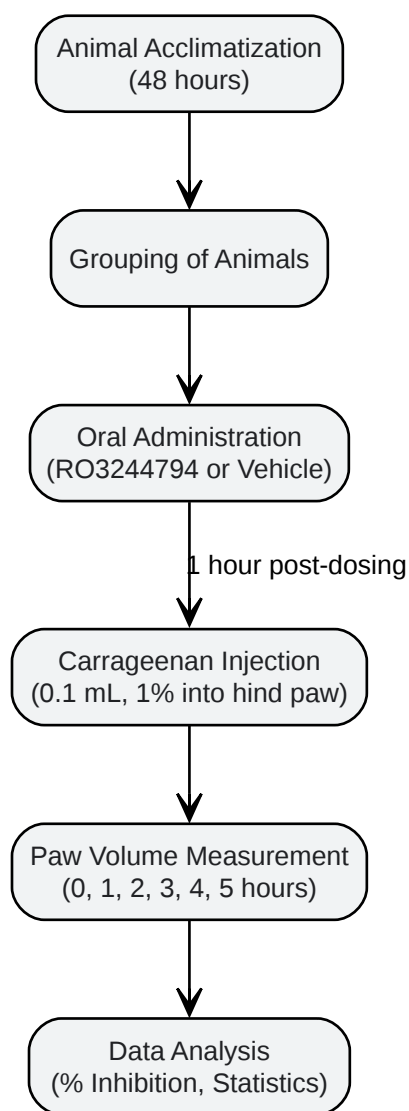 Animal Acclimatization
(48 hours)
Grouping of Animals
Oral Administration
(RO3244794 or Vehicle)
1 hour post-dosing
Carrageenan Injection
(0.1 mL, 1% into hind paw)
Paw Volume Measurement
(0, 1, 2, 3, 4, 5 hours)
Data Analysis
(% Inhibition, Statistics)